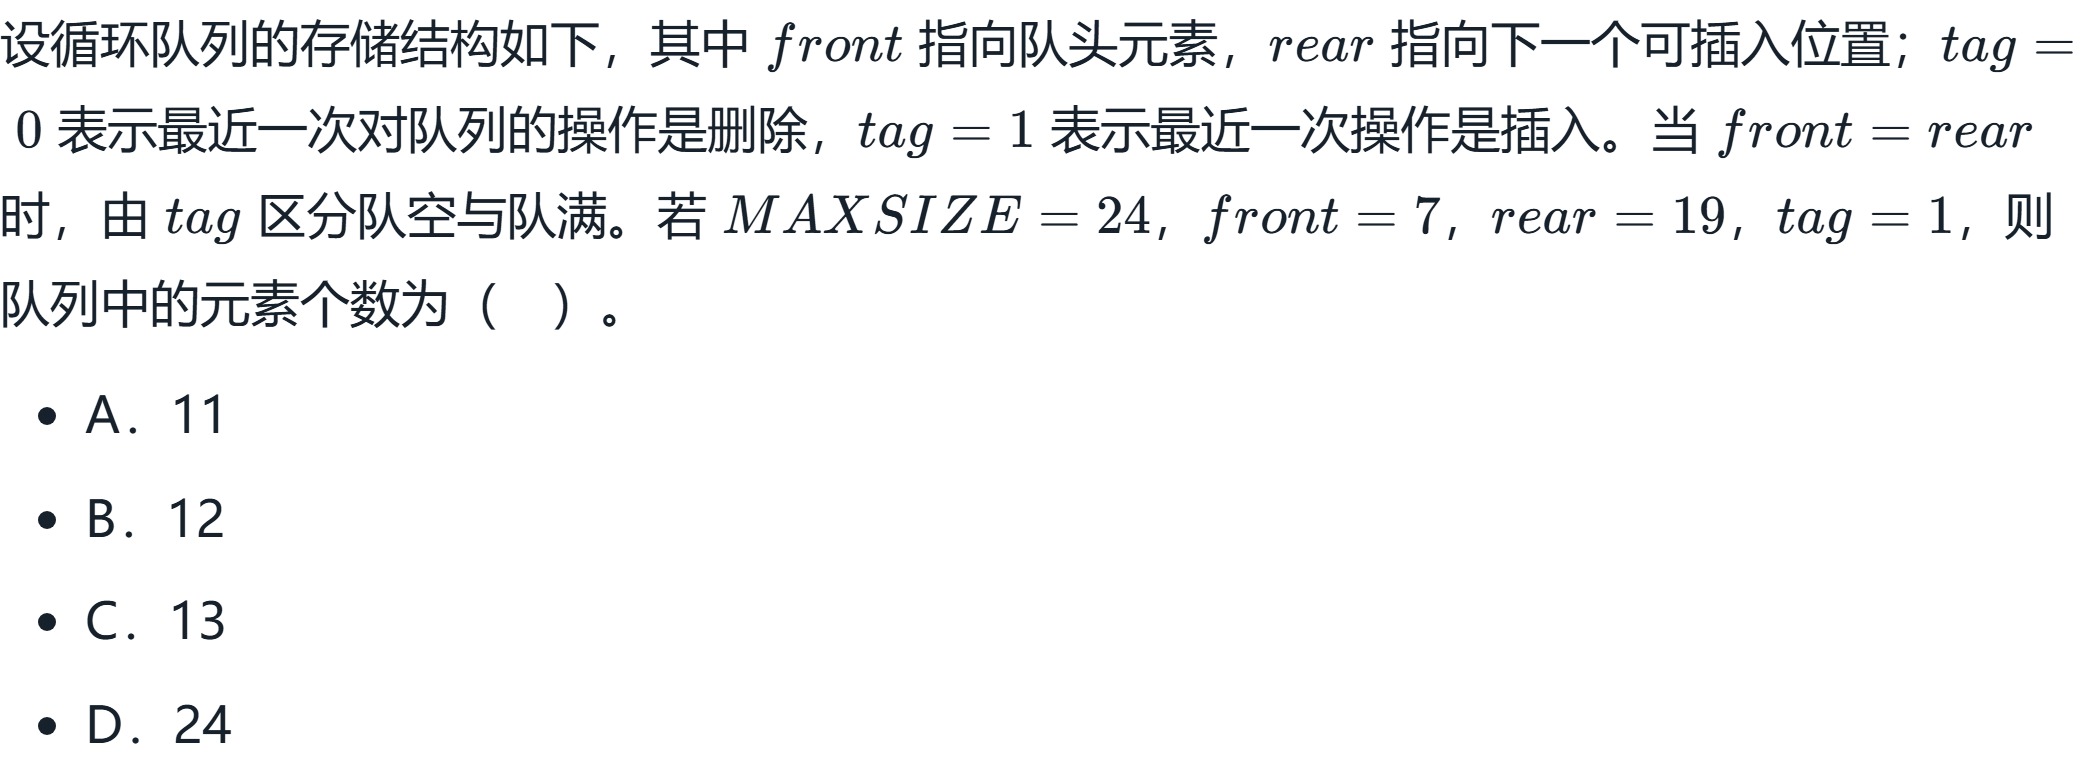 设循环队列的存储结构如下，其中 front 指向队头元素，rear 指向下一个可插入位置；tag =
0 表示最近一次对队列的操作是删除，tag = 1 表示最近一次操作是插入。当 front = rear
时，由 tag 区分队空与队满。若 MAXSIZE = 24，front = 7，rear = 19，tag = 1，则
队列中的元素个数为（　）。
• A．11
• B．12
• C．13
• D．24